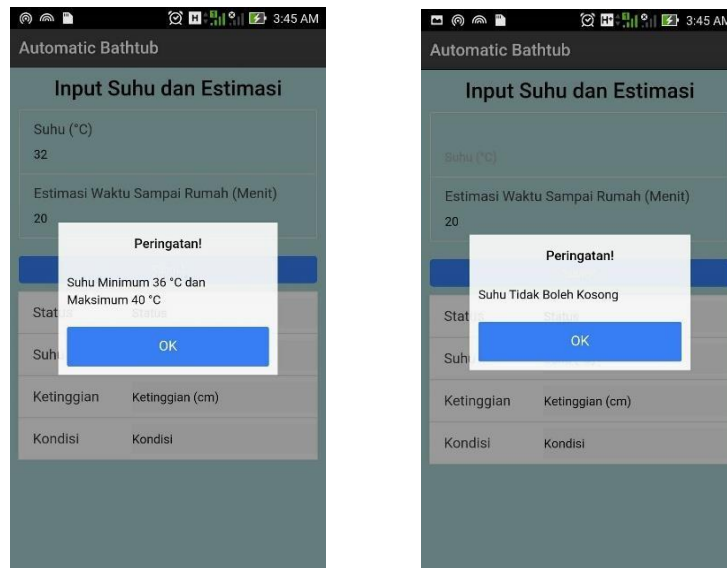 3:45 AM
Automatic Bathtub
Input Suhu dan Estimasi
Suhu (°C)
32
Estimasi Waktu Sampai Rumah (Menit)
20
Peringatan!
Suhu Minimum 36 °C dan
Maksimum 40 °C
OK
Status
Ketinggian Ketinggian (cm)
Kondisi Kondisi
3:45 AM
Automatic Bathtub
Input Suhu dan Estimasi
Suhu (°C)
Estimasi Waktu Sampai Rumah (Menit)
20
Peringatan!
Suhu Tidak Boleh Kosong
OK
Status
Ketinggian Ketinggian (cm)
Kondisi Kondisi